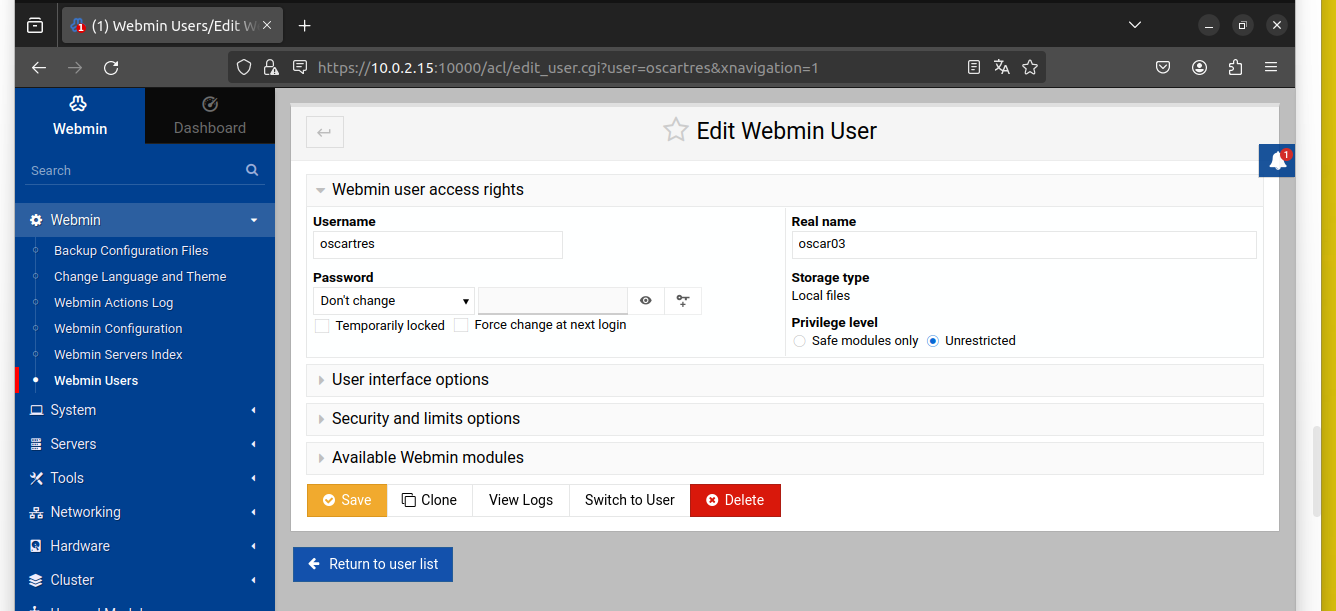 (1) Webmin Users/Edit W
https://10.0.2.15:10000/acl/edit_user.cgi?user=oscartres&xnavigation=1
Webmin
Dashboard
Search
Webmin
Backup Configuration Files
Change Language and Theme
Webmin Actions Log
Webmin Configuration
Webmin Servers Index
Webmin Users
System
Servers
Tools
Networking
Hardware
Cluster
Edit Webmin User
1
Webmin user access rights
Username
oscartres
Real name
oscar03
Password
Don't change
Temporarily locked
Force change at next login
Storage type
Local files
Privilege level
Safe modules only
Unrestricted
User interface options
Security and limits options
Available Webmin modules
Save
Clone
View Logs
Switch to User
Delete
Return to user list